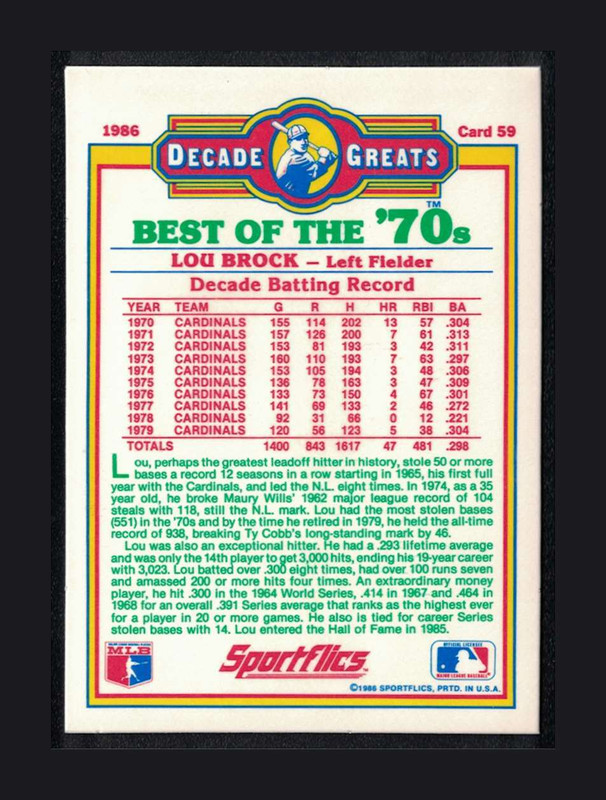 1986
Card 59
DECADE GREATS
BEST OF THE '70s™
LOU BROCK – Left Fielder
Decade Batting Record
YEAR TEAM G R H HR RBI BA
1970 CARDINALS 155 114 202 13 57 .304
1971 CARDINALS 157 126 200 7 61 .313
1972 CARDINALS 153 81 193 3 42 .311
1973 CARDINALS 160 110 193 7 63 .297
1974 CARDINALS 153 105 194 3 48 .306
1975 CARDINALS 136 78 163 3 47 .309
1976 CARDINALS 133 73 150 4 67 .301
1977 CARDINALS 141 69 133 2 46 .272
1978 CARDINALS 92 31 66 0 12 .221
1979 CARDINALS 120 56 123 5 38 .304
TOTALS 1400 843 1617 47 481 .298
Lou, perhaps the greatest leadoff hitter in history, stole 50 or more
bases a record 12 seasons in a row starting in 1965, his first full
year with the Cardinals, and led the N.L. eight times. In 1974, as a 35
year old, he broke Maury Wills' 1962 major league record of 104
steals with 118, still the N.L. mark. Lou had the most stolen bases
(551) in the '70s and by the time he retired in 1979, he held the all-time
record of 938, breaking Ty Cobb's long-standing mark by 46.
Lou was also an exceptional hitter. He had a .293 lifetime average
and was only the 14th player to get 3,000 hits, ending his 19-year career
with 3,023. Lou batted over .300 eight times, had over 100 runs seven
and amassed 200 or more hits four times. An extraordinary money
player, he hit .300 in the 1964 World Series, .414 in 1967 and .464 in
1968 for an overall .391 Series average that ranks as the highest ever
for a player in 20 or more games. He also is tied for career Series
stolen bases with 14. Lou entered the Hall of Fame in 1985.
MAJOR LEAGUE BASEBALL PLAYERS
MLB
Sportflics™
OFFICIAL LICENSEE
MAJOR LEAGUE BASEBALL
©1986 SPORTFLICS, PRTD. IN U.S.A.